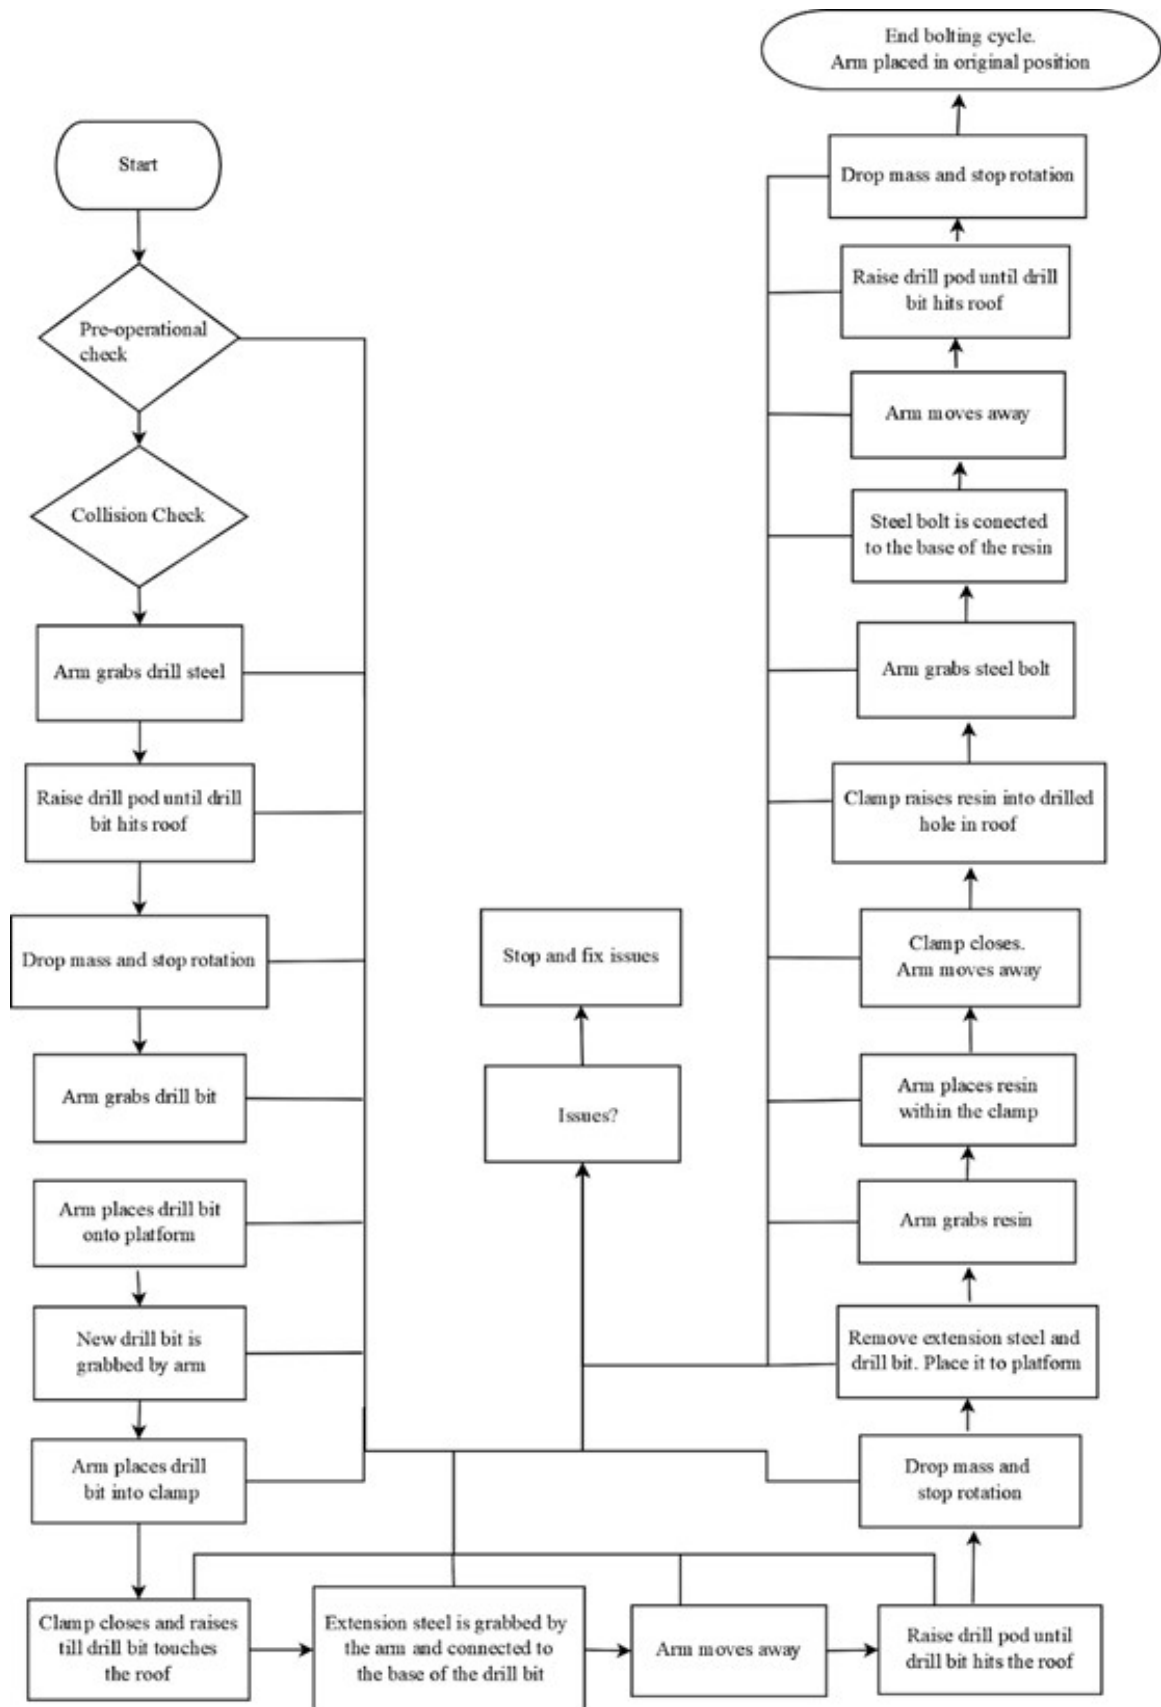 Start
Pre-operational
check
Collision Check
Arm grabs drill steel
Raise drill pod until drill
bit hits roof
Drop mass and stop rotation
Arm grabs drill bit
Arm places drill bit
onto platform
New drill bit is
grabbed by arm
Arm places drill
bit into clamp
Clamp closes and raises
till drill bit touches
the roof
Extension steel is grabbed by
the arm and connected to
the base of the drill bit
Arm moves away
Raise drill pod until
drill bit hits the roof
Drop mass and
stop rotation
Remove extension steel and
drill bit. Place it to platform
Arm grabs resin
Arm places resin
within the clamp
Clamp closes.
Arm moves away
Clamp raises resin into drilled
hole in roof
Arm grabs steel bolt
Steel bolt is conected
to the base of the resin
Arm moves away
Raise drill pod until drill
bit hits roof
Drop mass and stop rotation
End bolting cycle.
Arm placed in original position
Issues?
Stop and fix issues